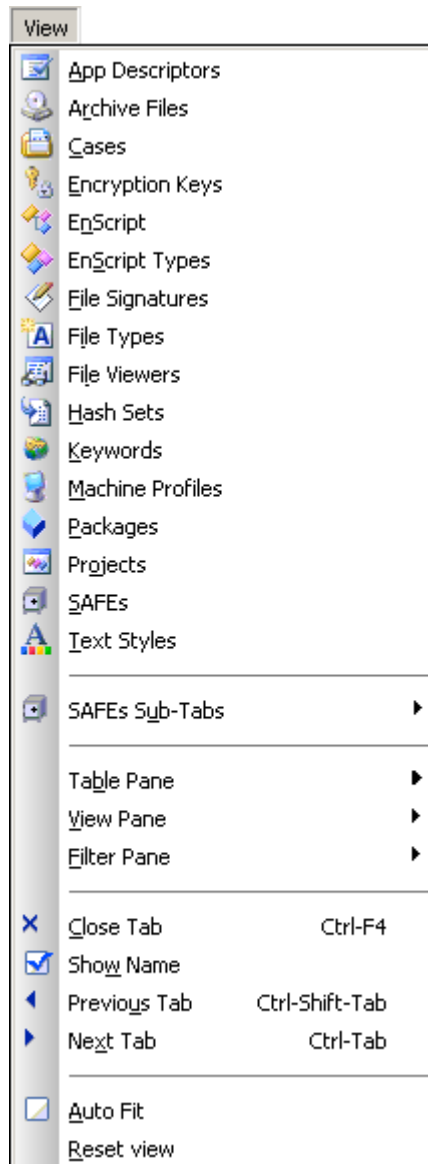 View
App Descriptors
Archive Files
Cases
Encryption Keys
EnScript
EnScript Types
File Signatures
File Types
File Viewers
Hash Sets
Keywords
Machine Profiles
Packages
Projects
SAFEs
Text Styles
SAFEs Sub-Tabs
Table Pane
View Pane
Filter Pane
Close Tab Ctrl-F4
Show Name
Previous Tab Ctrl-Shift-Tab
Next Tab Ctrl-Tab
Auto Fit
Reset view